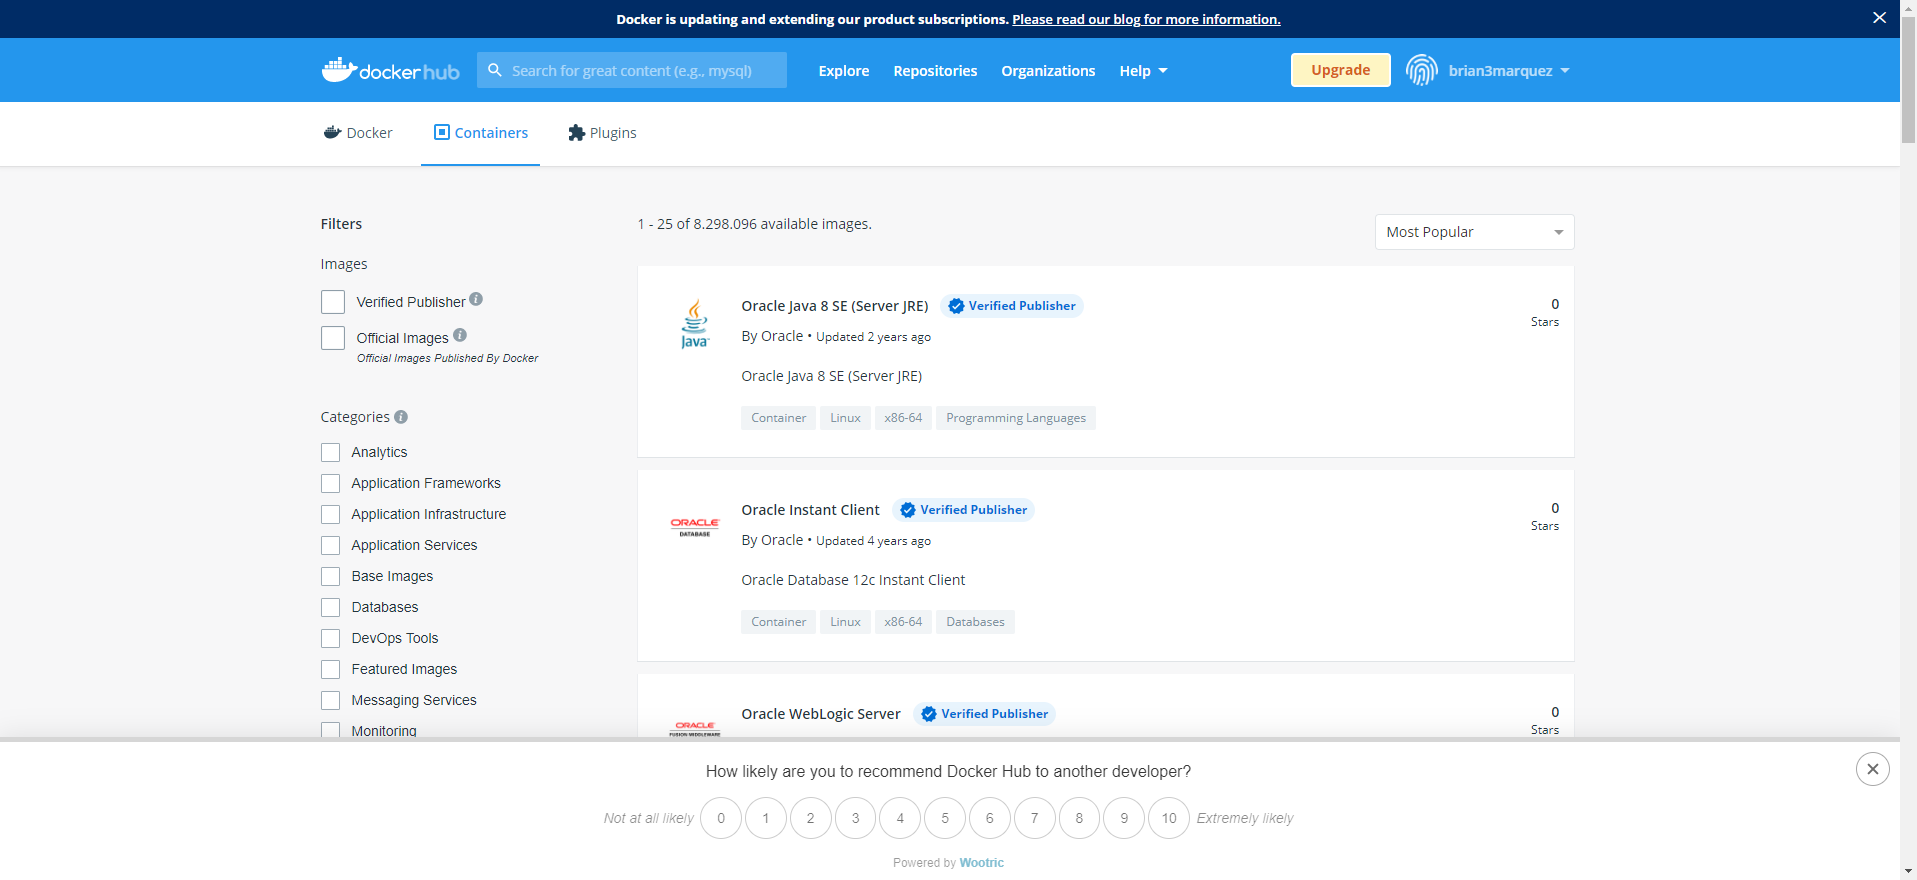 Docker is updating and extending our product subscriptions. Please read our blog for more information.
docker hub
Search for great content (e.g., mysql)
Explore
Repositories
Organizations
Help
Upgrade
brian3marquez
Docker
Containers
Plugins
Filters
Images
Verified Publisher
Official Images
Official Images Published By Docker
Categories
Analytics
Application Frameworks
Application Infrastructure
Application Services
Base Images
Databases
DevOps Tools
Featured Images
Messaging Services
Monitoring
1 - 25 of 8.298.096 available images.
Most Popular
Java
Oracle Java 8 SE (Server JRE)
Verified Publisher
0
Stars
By Oracle • Updated 2 years ago
Oracle Java 8 SE (Server JRE)
Container
Linux
x86-64
Programming Languages
ORACLE
DATABASE
Oracle Instant Client
Verified Publisher
0
Stars
By Oracle • Updated 4 years ago
Oracle Database 12c Instant Client
Container
Linux
x86-64
Databases
ORACLE
FUSION MIDDLEWARE
Oracle WebLogic Server
Verified Publisher
0
Stars
How likely are you to recommend Docker Hub to another developer?
Not at all likely 0 1 2 3 4 5 6 7 8 9 10 Extremely likely
Powered by Wootric